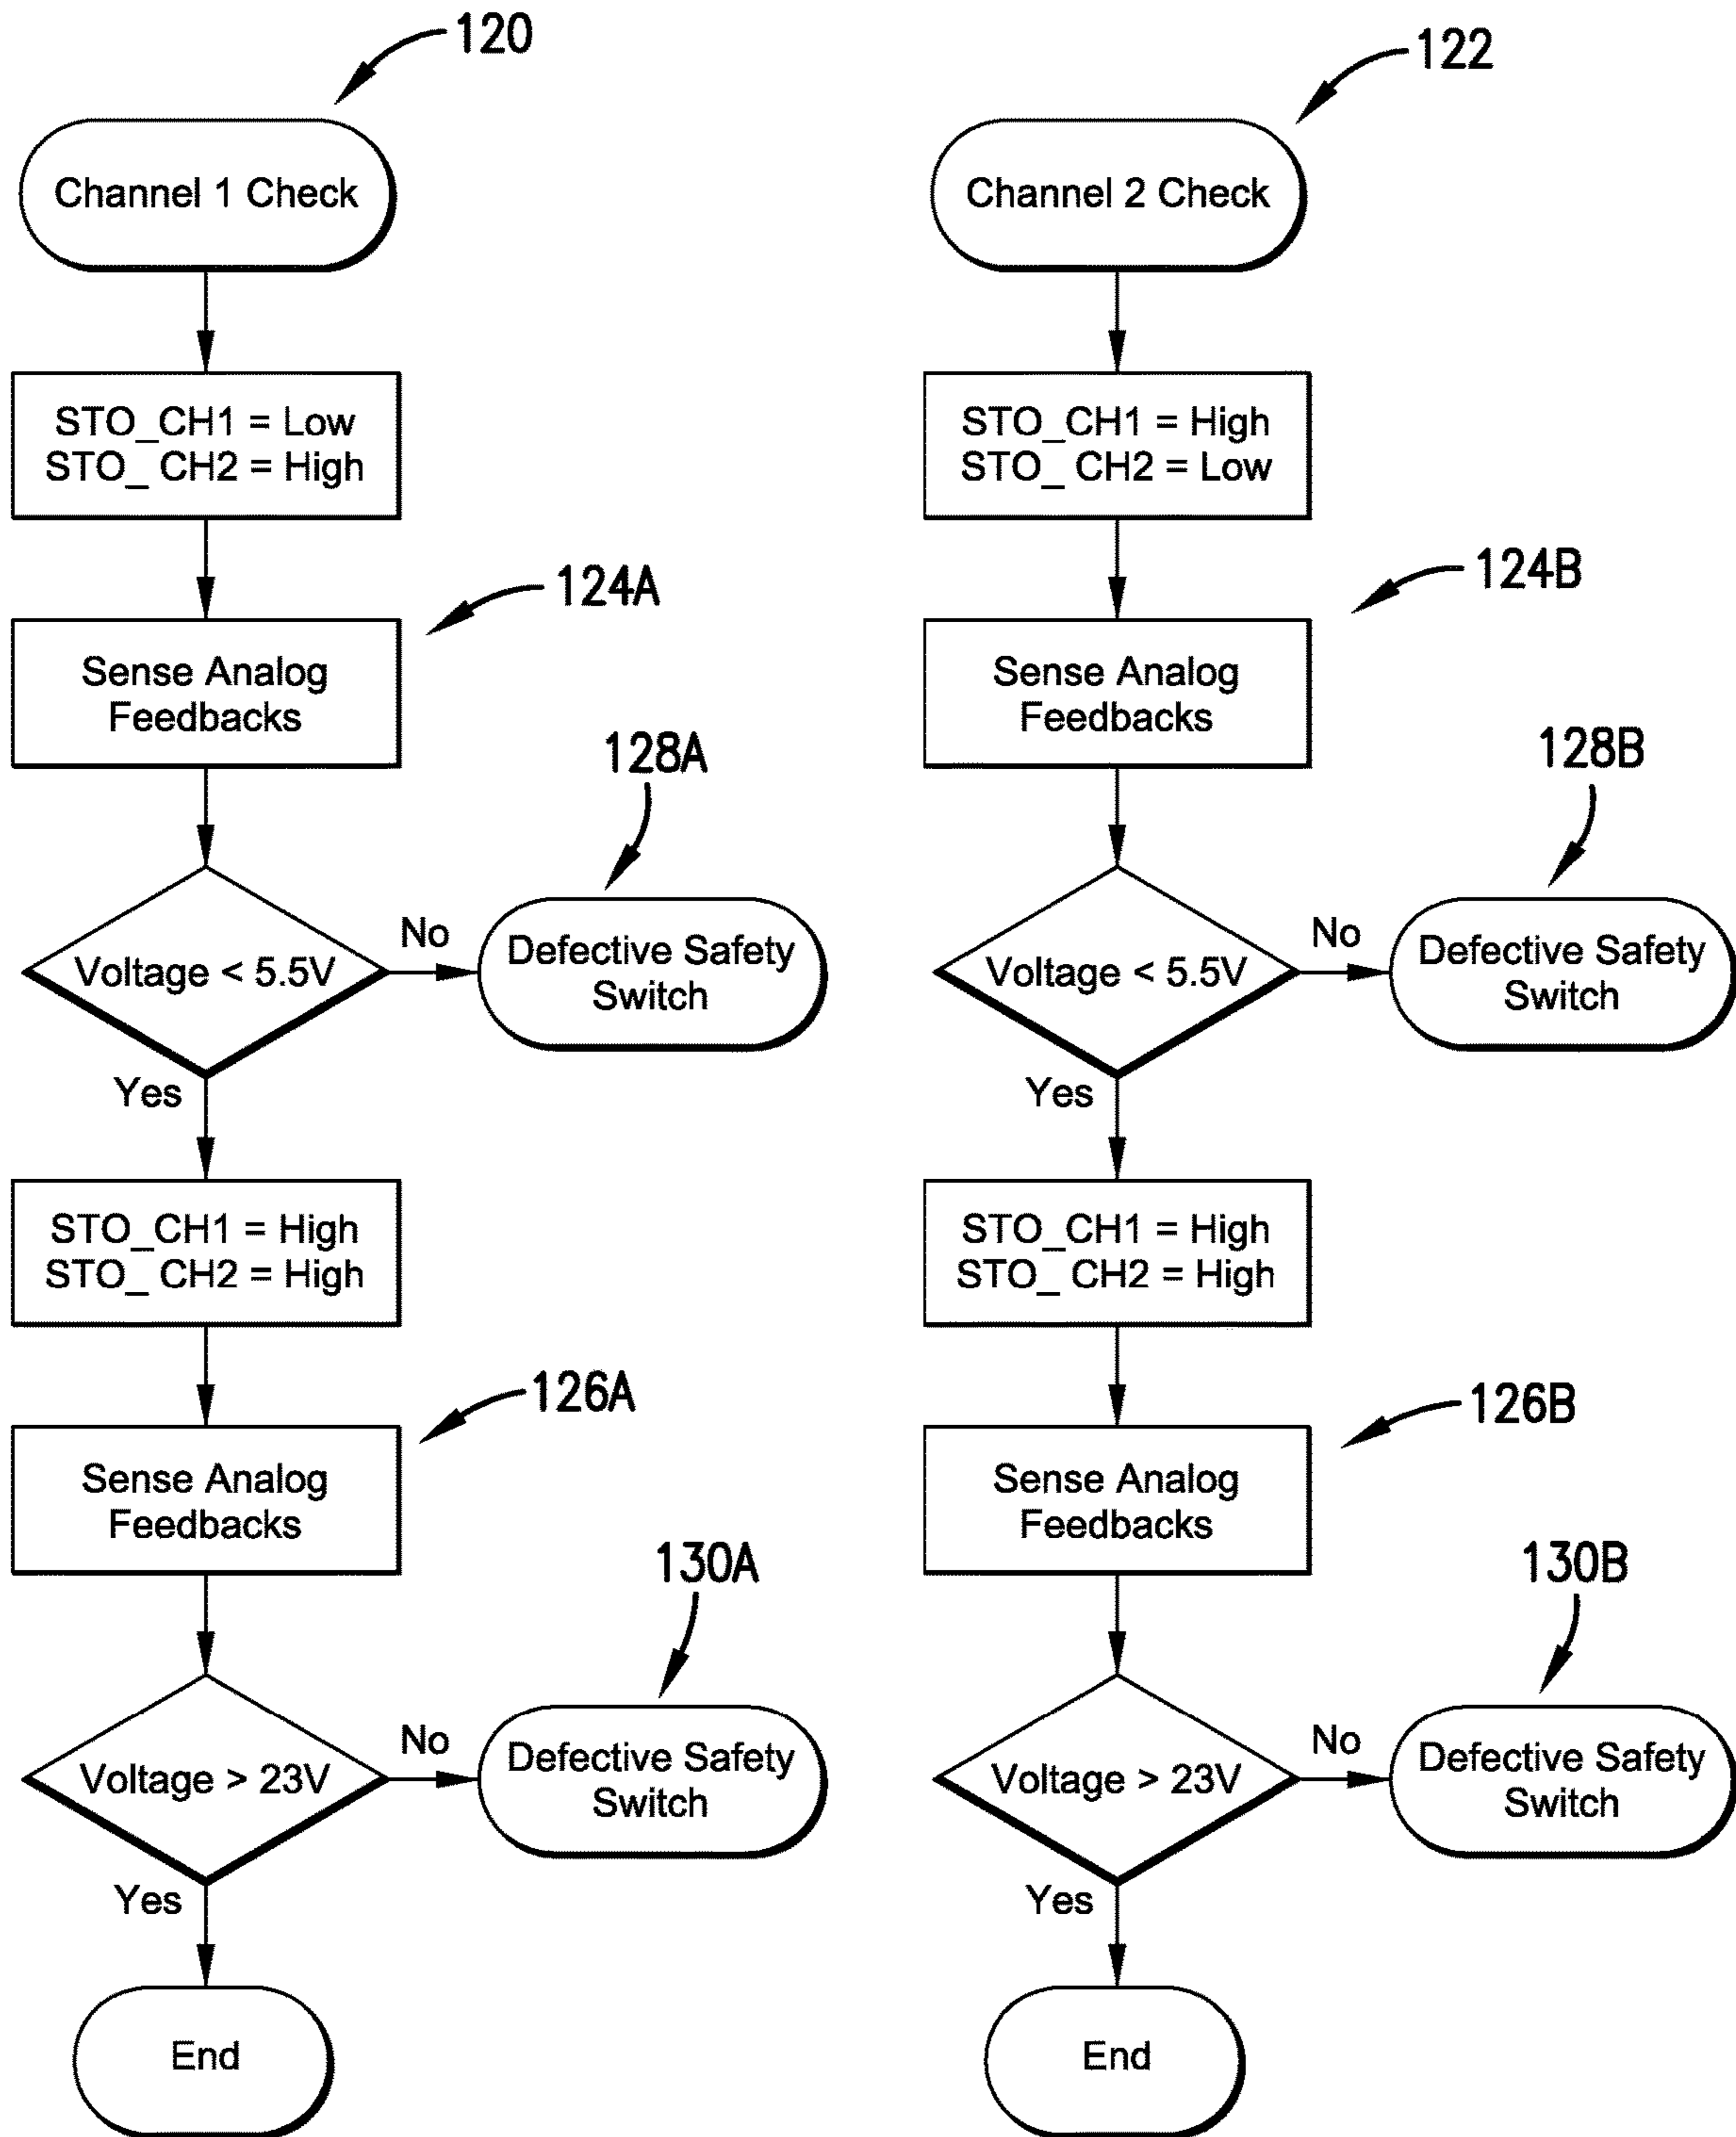 120
Channel 1 Check
STO_CH1 = Low
STO_ CH2 = High
124A
Sense Analog
Feedbacks
128A
Voltage < 5.5V
No
Defective Safety
Switch
Yes
STO_CH1 = High
STO_ CH2 = High
126A
Sense Analog
Feedbacks
130A
Voltage > 23V
No
Defective Safety
Switch
Yes
End
122
Channel 2 Check
STO_CH1 = High
STO_ CH2 = Low
124B
Sense Analog
Feedbacks
128B
Voltage < 5.5V
No
Defective Safety
Switch
Yes
STO_CH1 = High
STO_ CH2 = High
126B
Sense Analog
Feedbacks
130B
Voltage > 23V
No
Defective Safety
Switch
Yes
End